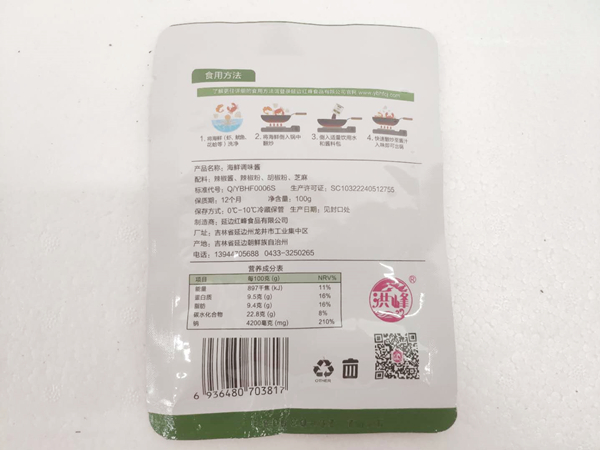 食用方法
1. 将海鲜（虾、鱿鱼、
花蛤等）洗净
2. 将海鲜倒入锅中
翻炒
3. 倒入适量饮用水
和酱料包
4. 快速翻炒至酱汁
入味即可出锅
产品名称：海鲜调味酱
配料：辣椒酱、辣椒粉、胡椒粉、芝麻
标准代号：Q/YBHF0006S 生产许可证：SC10322240512755
保质期：12个月 净含量：100g
保存方式：0℃-10℃冷藏保管 生产日期：见封口处
制造商：延边红峰食品有限公司
厂址：吉林省延边州龙井市工业集中区
产地：吉林省延边朝鲜族自治州
电话：13944705688 0433-3250265
营养成分表
项目 每100克 (g) NRV%
能量 897千焦 (kJ) 11%
蛋白质 9.5克 (g) 16%
脂肪 9.4克 (g) 16%
碳水化合物 22.8克 (g) 8%
钠 4200毫克 (mg) 210%
洪峰
®
6 936480 703817